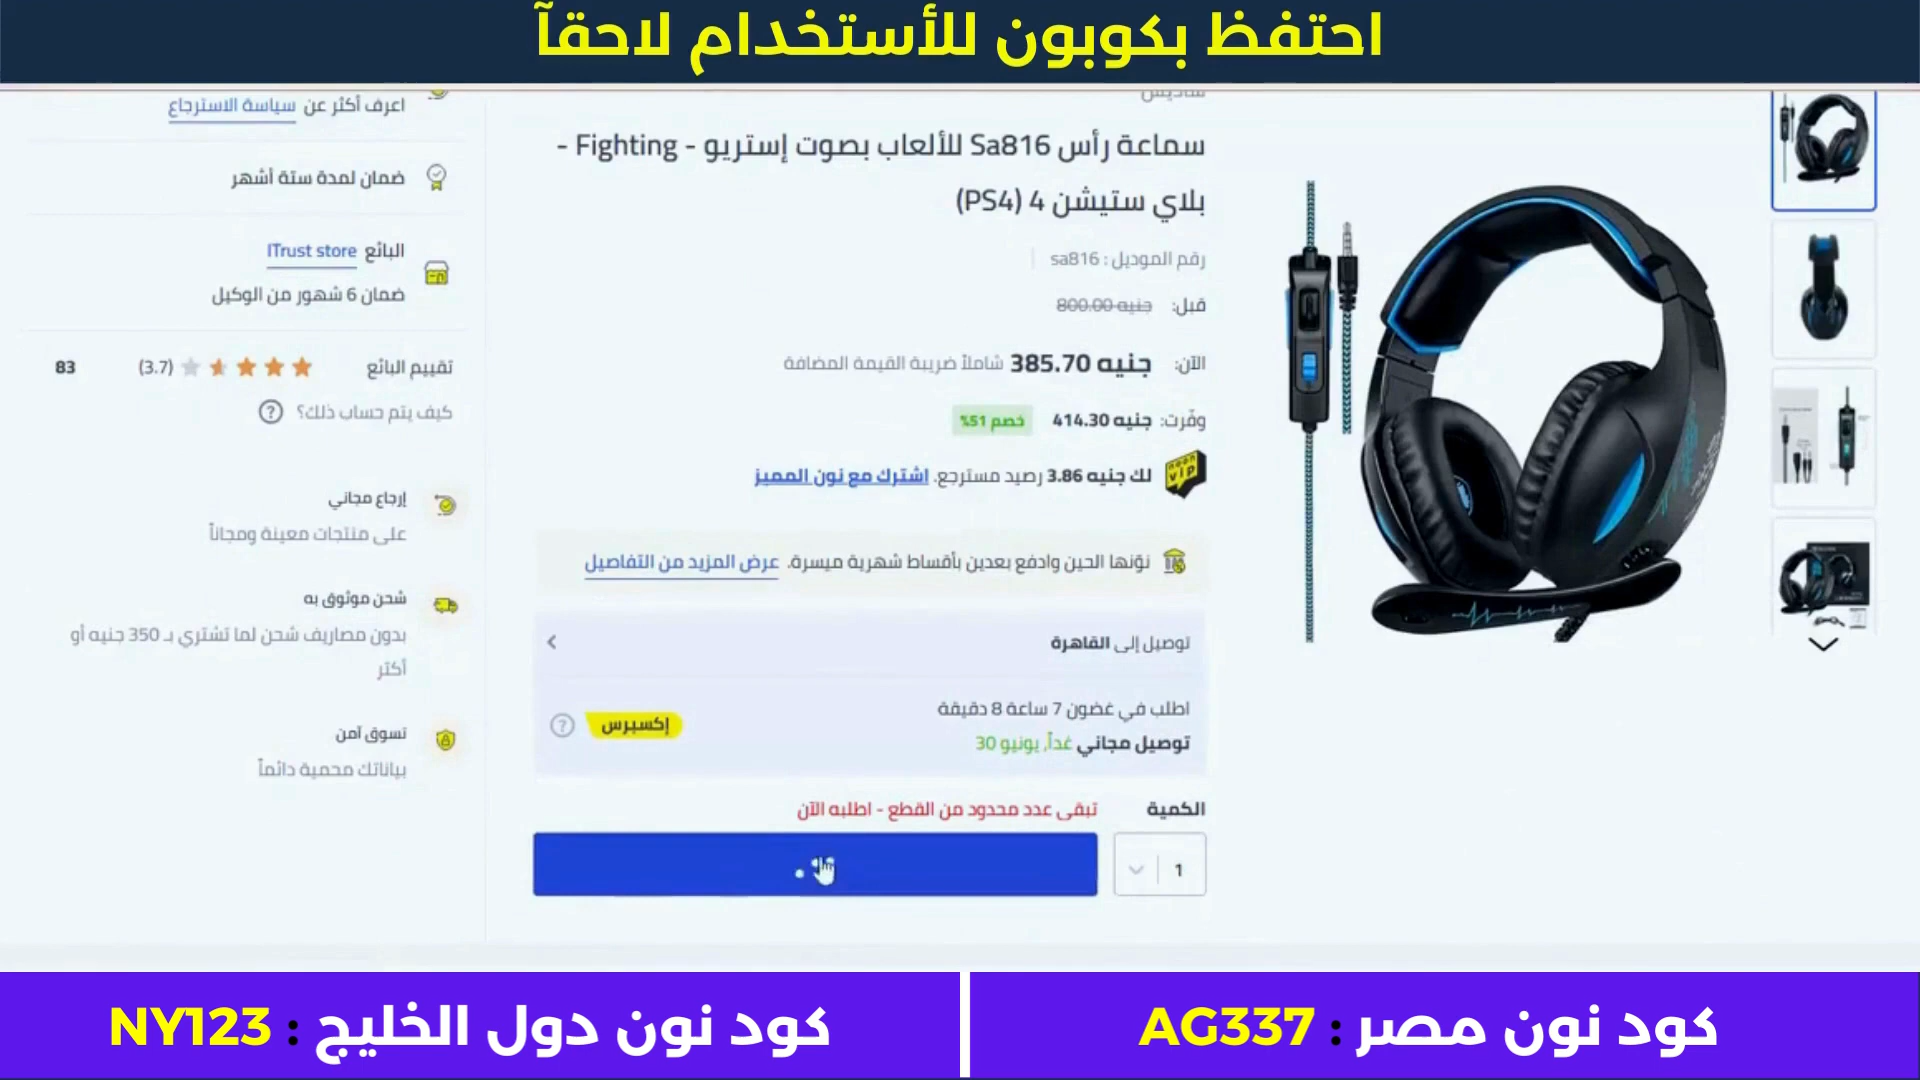 احتفظ بكوبون للأستخدام لاحقآ
ساديس
سماعة رأس Sa816 للألعاب بصوت إستريو - Fighting -
بلاي ستيشن 4 (PS4)
رقم الموديل : sa816
قبل: جنيه 800.00
الآن: جنيه 385.70 شاملاً ضريبة القيمة المضافة
وفّرت: جنيه 414.30 خصم 51%
noon vip
لك جنيه 3.86 رصيد مسترجع. اشترك مع نون المميز
نوّنها الحين وادفع بعدين بأقساط شهرية ميسرة. عرض المزيد من التفاصيل
توصيل إلى القاهرة
اطلب في غضون 7 ساعة 8 دقيقة
توصيل مجاني غداً, يونيو 30
إكسبرس
الكمية
تبقى عدد محدود من القطع - اطلبه الآن
1
اعرف أكثر عن سياسة الاسترجاع
ضمان لمدة ستة أشهر
البائع ITrust store
ضمان 6 شهور من الوكيل
تقييم البائع (3.7) 83
كيف يتم حساب ذلك؟
إرجاع مجاني
على منتجات معينة ومجاناً
شحن موثوق به
بدون مصاريف شحن لما تشتري بـ 350 جنيه أو
أكثر
تسوق آمن
بياناتك محمية دائماً
كود نون مصر : AG337
كود نون دول الخليج : NY123